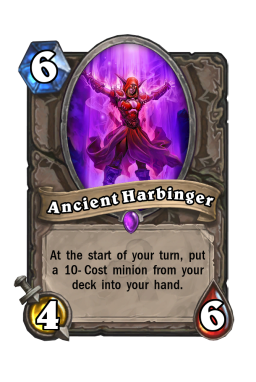 6
Ancient Harbinger
At the start of your turn, put
a 10- Cost minion from your
deck into your hand.
4
6